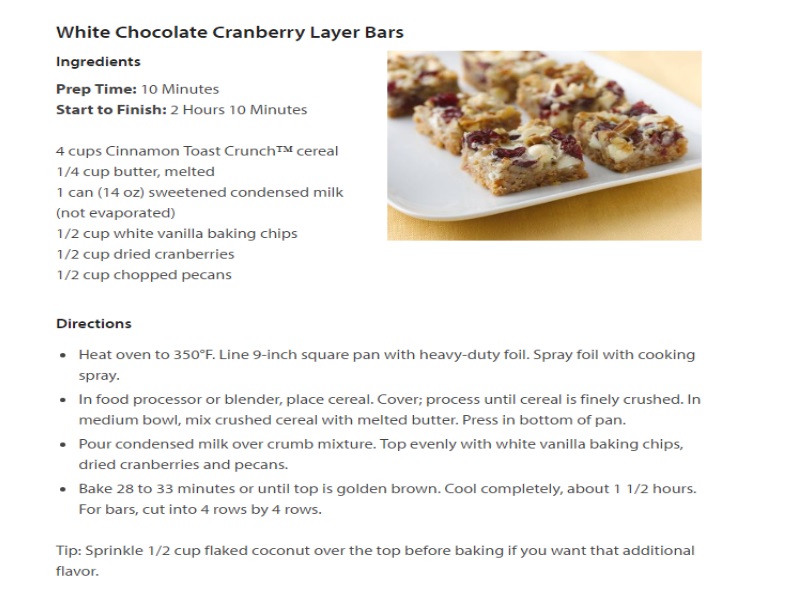 White Chocolate Cranberry Layer Bars
Ingredients
Prep Time: 10 Minutes
Start to Finish: 2 Hours 10 Minutes
4 cups Cinnamon Toast Crunch™ cereal
1/4 cup butter, melted
1 can (14 oz) sweetened condensed milk
(not evaporated)
1/2 cup white vanilla baking chips
1/2 cup dried cranberries
1/2 cup chopped pecans
Directions
• Heat oven to 350°F. Line 9-inch square pan with heavy-duty foil. Spray foil with cooking
spray.
• In food processor or blender, place cereal. Cover; process until cereal is finely crushed. In
medium bowl, mix crushed cereal with melted butter. Press in bottom of pan.
• Pour condensed milk over crumb mixture. Top evenly with white vanilla baking chips,
dried cranberries and pecans.
• Bake 28 to 33 minutes or until top is golden brown. Cool completely, about 1 1/2 hours.
For bars, cut into 4 rows by 4 rows.
Tip: Sprinkle 1/2 cup flaked coconut over the top before baking if you want that additional
flavor.